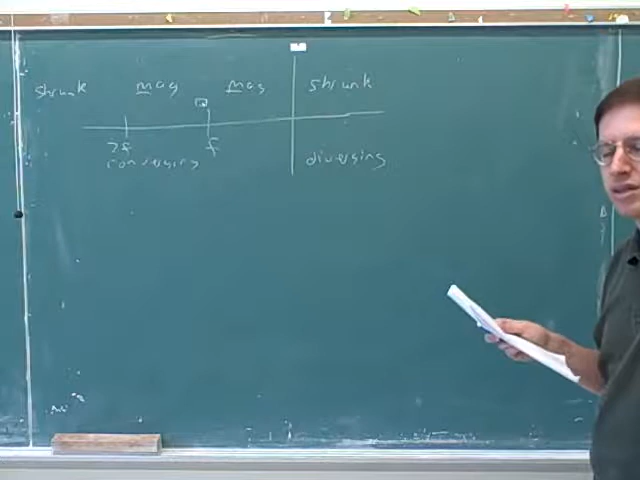 shrunk mag mag shrunk
2f f
converging diverging